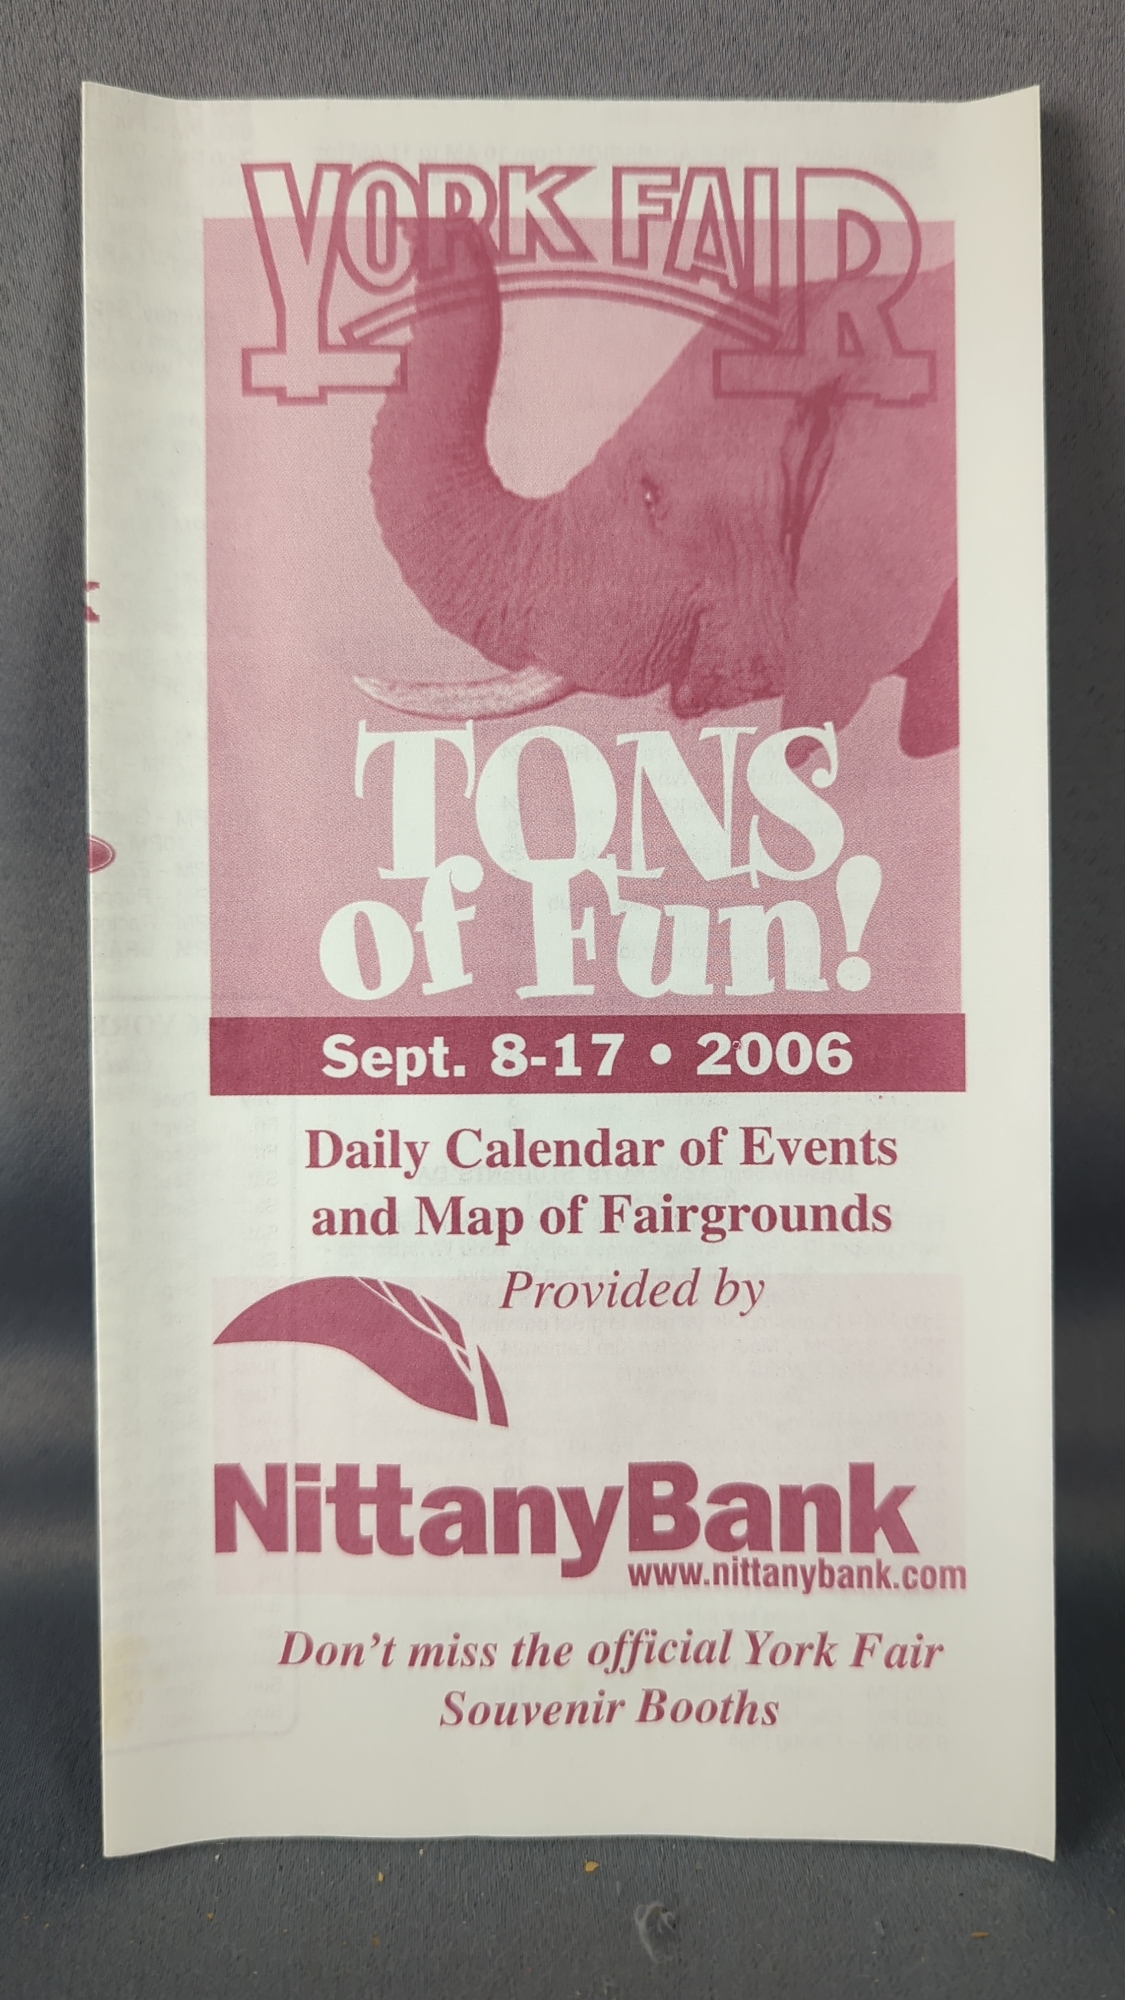 YORK FAIR
TONS
of Fun!
Sept. 8-17 • 2006
Daily Calendar of Events
and Map of Fairgrounds
Provided by
NittanyBank
www.nittanybank.com
Don't miss the official York Fair
Souvenir Booths